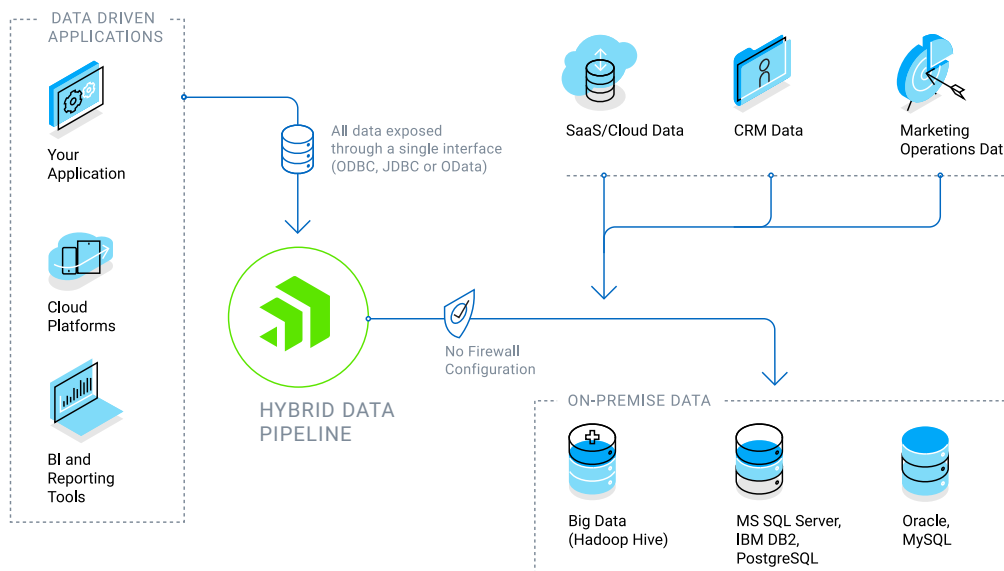 DATA DRIVEN
APPLICATIONS
Your
Application
Cloud
Platforms
BI and
Reporting
Tools
All data exposed
through a single interface
(ODBC, JDBC or OData)
HYBRID DATA
PIPELINE
No Firewall
Configuration
SaaS/Cloud Data
CRM Data
Marketing
Operations Dat
ON-PREMISE DATA
Big Data
(Hadoop Hive)
MS SQL Server,
IBM DB2,
PostgreSQL
Oracle,
MySQL